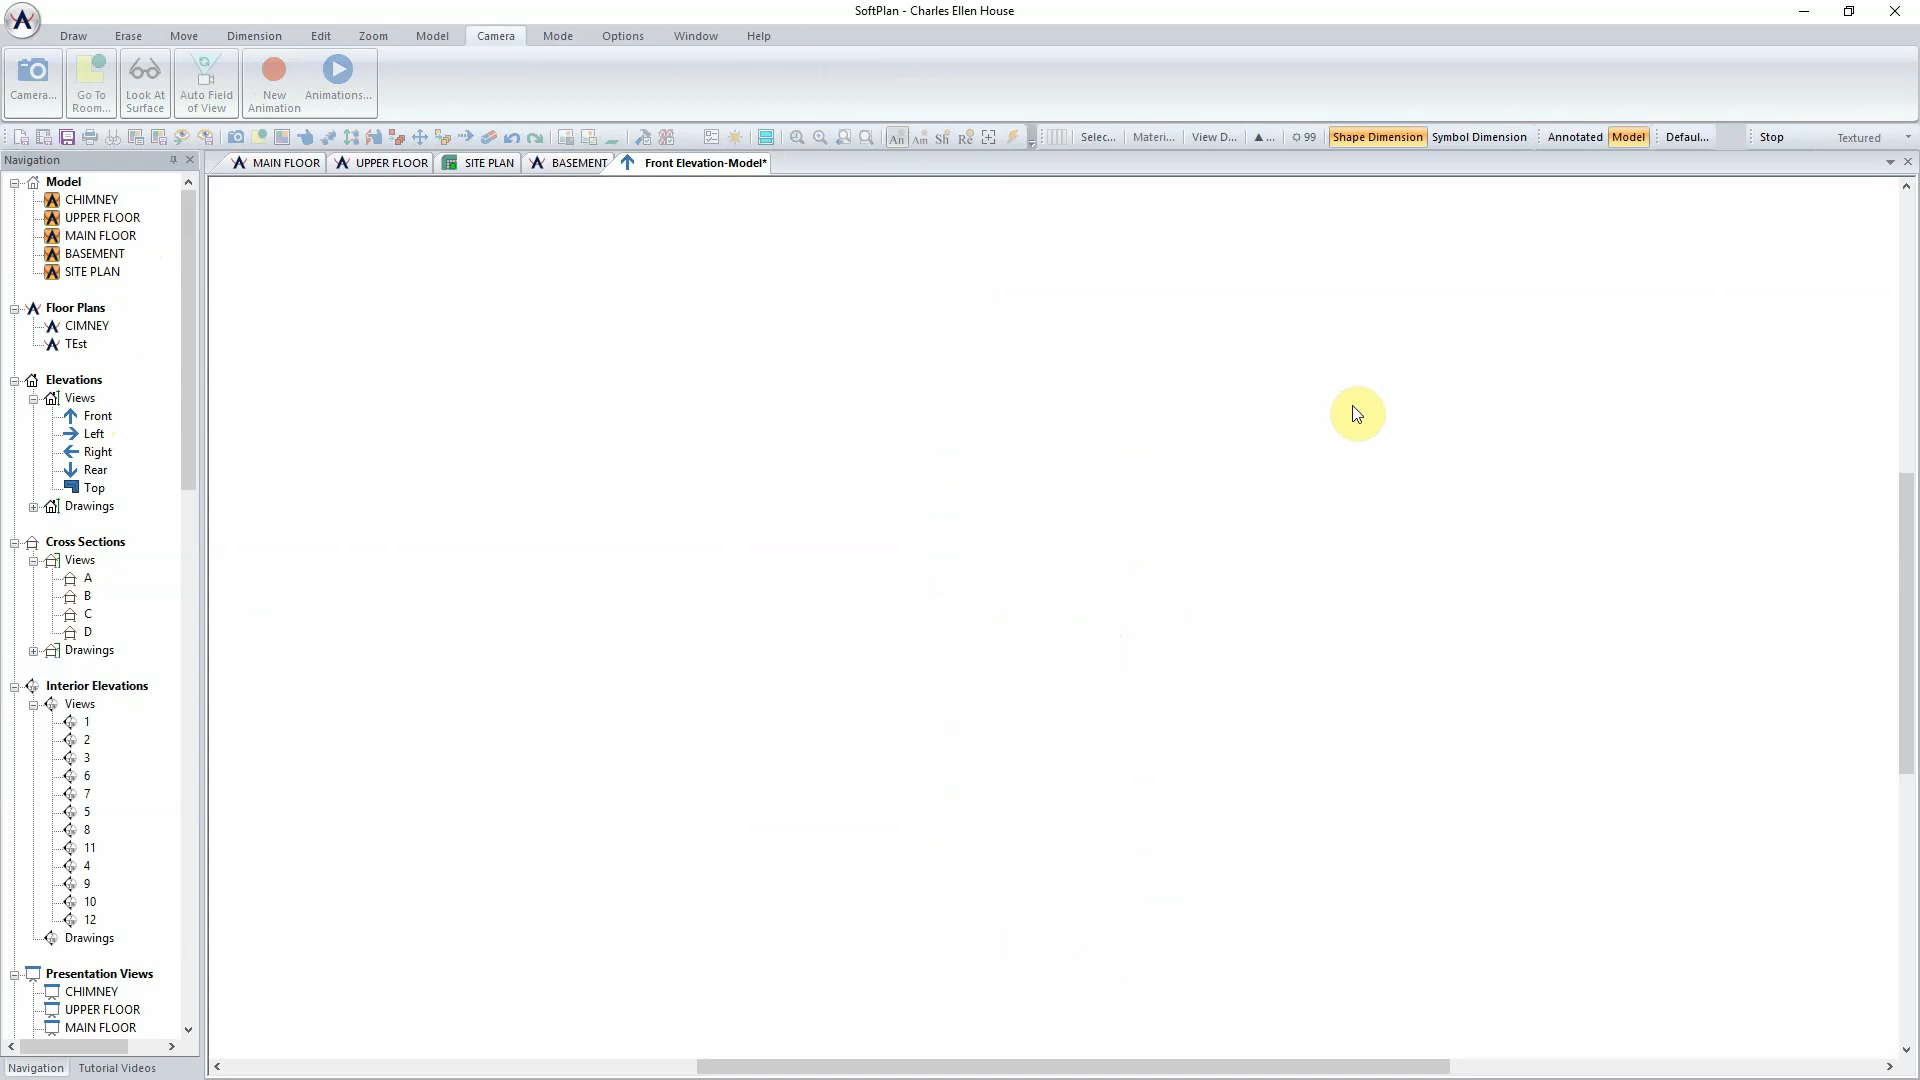 SoftPlan - Charles Ellen House
Draw Erase Move Dimension Edit Zoom Model Camera Mode Options Window Help
Camera... Go To Room... Look At Surface Auto Field of View New Animation Animations...
An Am Sh Re Selec... Materi... View D... ... 99 Shape Dimension Symbol Dimension Annotated Model Defaul... Stop Textured
Navigation
MAIN FLOOR UPPER FLOOR SITE PLAN BASEMENT Front Elevation-Model*
Model
CHIMNEY
UPPER FLOOR
MAIN FLOOR
BASEMENT
SITE PLAN
Floor Plans
CIMNEY
TEst
Elevations
Views
Front
Left
Right
Rear
Top
Drawings
Cross Sections
Views
A
B
C
D
Drawings
Interior Elevations
Views
1
2
3
6
7
5
8
11
4
9
10
12
Drawings
Presentation Views
CHIMNEY
UPPER FLOOR
MAIN FLOOR
Navigation Tutorial Videos